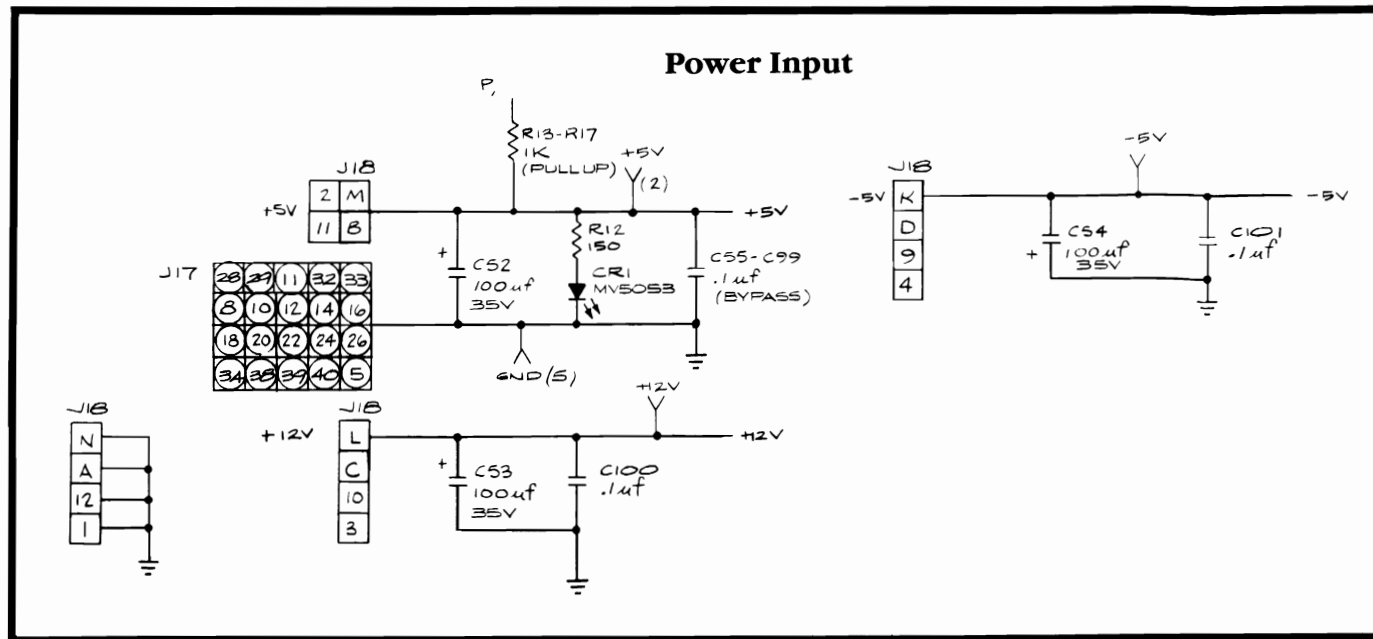 Power Input
P,
R13-R17
1K
(PULLUP)
+5V
(2)
J18
2 M
11 B
+5V
+5V
R12
150
CR1
MV5053
+
C52
100uf
35V
C55-C99
.1uf
(BYPASS)
J17
28 29 11 32 33
8 10 12 14 16
18 20 22 24 26
34 38 39 40 5
GND(5)
-5V
J18
-5V
K
D
9
4
-5V
+
C54
100uf
35V
C101
.1uf
J18
N
A
12
1
+12V
J18
L
C
10
3
+12V
+12V
+
C53
100uf
35V
C100
.1uf